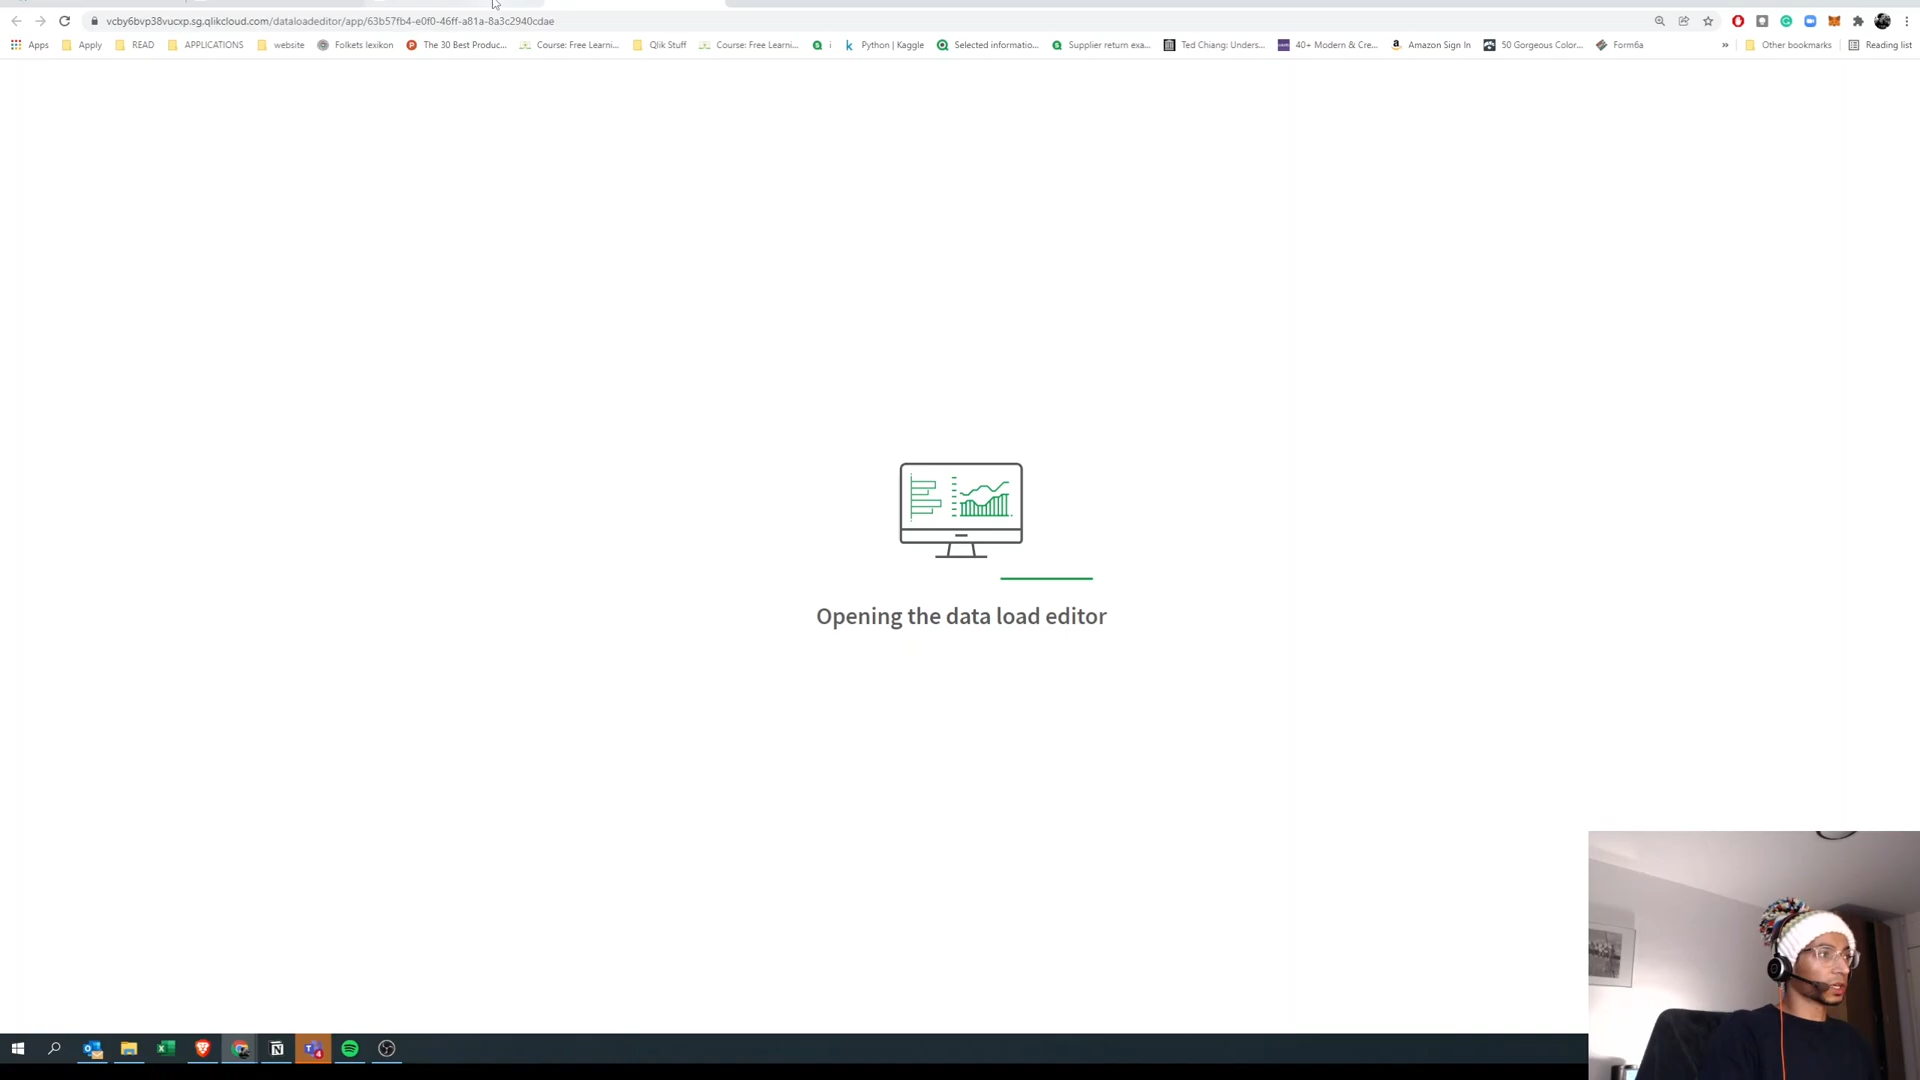 vcby6bvp38vucxp.sg.qlikcloud.com/dataloadeditor/app/63b57fb4-e0f0-46ff-a81a-8a3c2940cdae
Apps Apply READ APPLICATIONS website Folkets lexikon The 30 Best Produc... Course: Free Learni... Qlik Stuff Course: Free Learnin... i Python | Kaggle Selected informatio... Supplier return exa... Ted Chiang: Unders... 40+ Modern & Cre... Amazon Sign In 50 Gorgeous Color... Form6a » Other bookmarks Reading list
Opening the data load editor